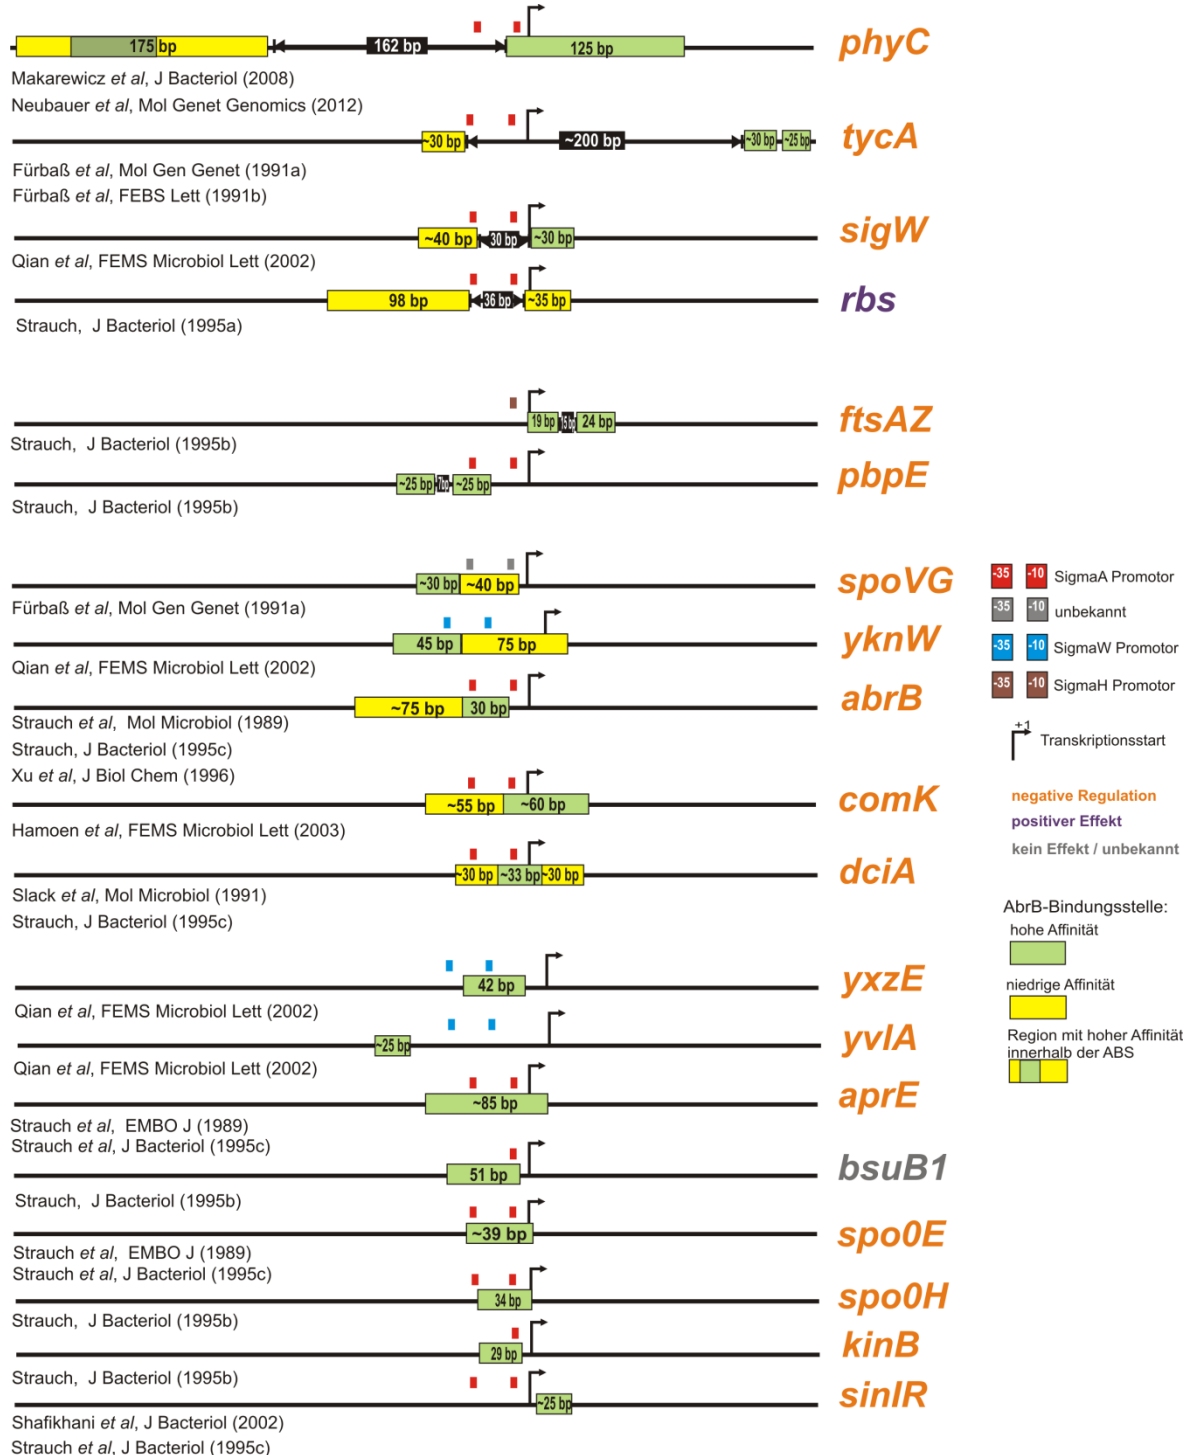 175 bp 162 bp 125 bp phyC
Makarewicz et al, J Bacteriol (2008)
Neubauer et al, Mol Genet Genomics (2012)
~30 bp ~200 bp ~30 bp ~25 bp tycA
Fürbaß et al, Mol Gen Genet (1991a)
Fürbaß et al, FEBS Lett (1991b)
~40 bp 30 bp ~30 bp sigW
Qian et al, FEMS Microbiol Lett (2002)
98 bp 36 bp ~35 bp rbs
Strauch, J Bacteriol (1995a)
19 bp 15 bp 24 bp ftsAZ
Strauch, J Bacteriol (1995b)
~25 bp 7bp ~25 bp pbpE
Strauch, J Bacteriol (1995b)
~30 bp ~40 bp spoVG
Fürbaß et al, Mol Gen Genet (1991a)
45 bp 75 bp yknW
Qian et al, FEMS Microbiol Lett (2002)
~75 bp 30 bp abrB
Strauch et al, Mol Microbiol (1989)
Strauch, J Bacteriol (1995c)
Xu et al, J Biol Chem (1996)
~55 bp ~60 bp comK
Hamoen et al, FEMS Microbiol Lett (2003)
~30 bp ~33 bp ~30 bp dciA
Slack et al, Mol Microbiol (1991)
Strauch, J Bacteriol (1995c)
42 bp yxzE
Qian et al, FEMS Microbiol Lett (2002)
~25 bp yvlA
Qian et al, FEMS Microbiol Lett (2002)
~85 bp aprE
Strauch et al, EMBO J (1989)
Strauch et al, J Bacteriol (1995c)
51 bp bsuB1
Strauch, J Bacteriol (1995b)
~39 bp spo0E
Strauch et al, EMBO J (1989)
Strauch et al, J Bacteriol (1995c)
34 bp spo0H
Strauch, J Bacteriol (1995b)
29 bp kinB
Strauch, J Bacteriol (1995b)
~25 bp sinIR
Shafikhani et al, J Bacteriol (2002)
Strauch et al, J Bacteriol (1995c)
-35 -10 SigmaA Promotor
-35 -10 unbekannt
-35 -10 SigmaW Promotor
-35 -10 SigmaH Promotor
+1
Transkriptionsstart
negative Regulation
positiver Effekt
kein Effekt / unbekannt
AbrB-Bindungsstelle:
hohe Affinität
niedrige Affinität
Region mit hoher Affinität
innerhalb der ABS